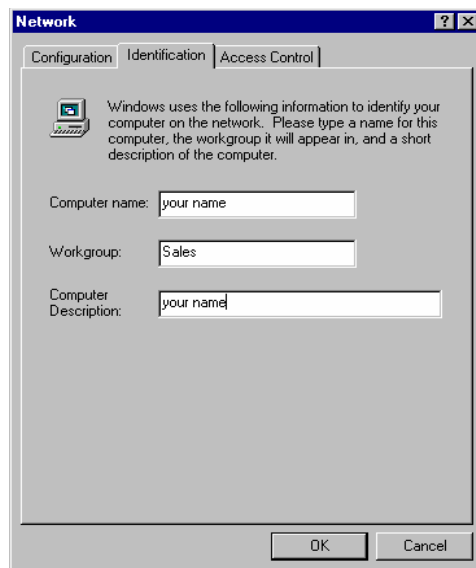 Network
Configuration Identification Access Control
Windows uses the following information to identify your
computer on the network. Please type a name for this
computer, the workgroup it will appear in, and a short
description of the computer.
Computer name: your name
Workgroup: Sales
Computer
Description: your name
OK Cancel